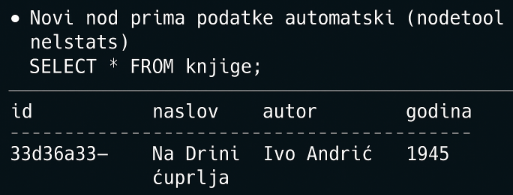 • Novi nod prima podatke automatski (nodetool
nelstats)
SELECT * FROM knjige;
id naslov autor godina
33d36a33– Na Drini Ivo Andrić 1945
ćuprlja